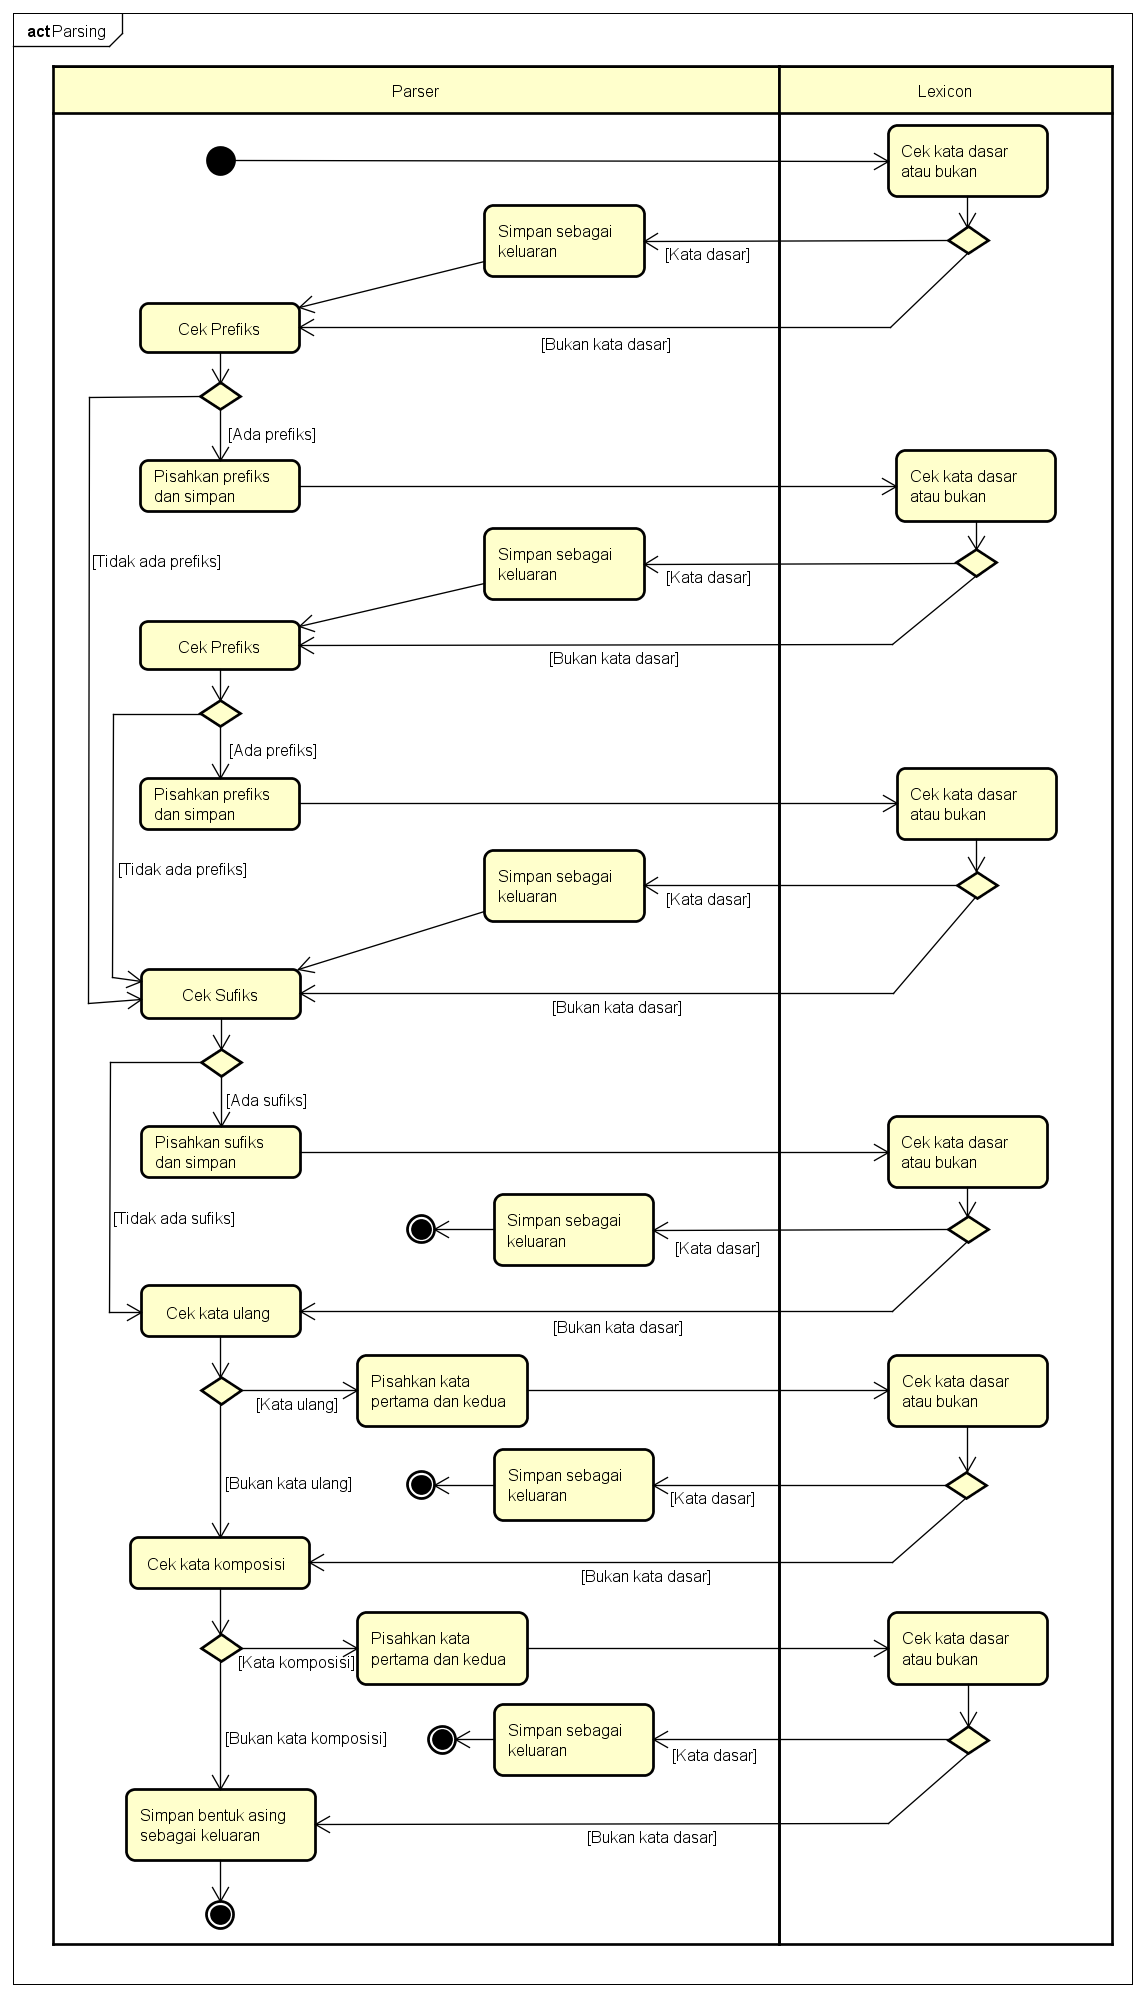 actParsing
Parser
Lexicon
Cek kata dasar
atau bukan
Simpan sebagai
keluaran
[Kata dasar]
Cek Prefiks
[Bukan kata dasar]
[Ada prefiks]
Pisahkan prefiks
dan simpan
Cek kata dasar
atau bukan
[Tidak ada prefiks]
Simpan sebagai
keluaran
[Kata dasar]
Cek Prefiks
[Bukan kata dasar]
[Ada prefiks]
Pisahkan prefiks
dan simpan
Cek kata dasar
atau bukan
[Tidak ada prefiks]
Simpan sebagai
keluaran
[Kata dasar]
Cek Sufiks
[Bukan kata dasar]
[Ada sufiks]
Pisahkan sufiks
dan simpan
Cek kata dasar
atau bukan
[Tidak ada sufiks]
Simpan sebagai
keluaran
[Kata dasar]
Cek kata ulang
[Bukan kata dasar]
[Kata ulang]
Pisahkan kata
pertama dan kedua
Cek kata dasar
atau bukan
[Bukan kata ulang]
Simpan sebagai
keluaran
[Kata dasar]
Cek kata komposisi
[Bukan kata dasar]
[Kata komposisi]
Pisahkan kata
pertama dan kedua
Cek kata dasar
atau bukan
[Bukan kata komposisi]
Simpan sebagai
keluaran
[Kata dasar]
Simpan bentuk asing
sebagai keluaran
[Bukan kata dasar]